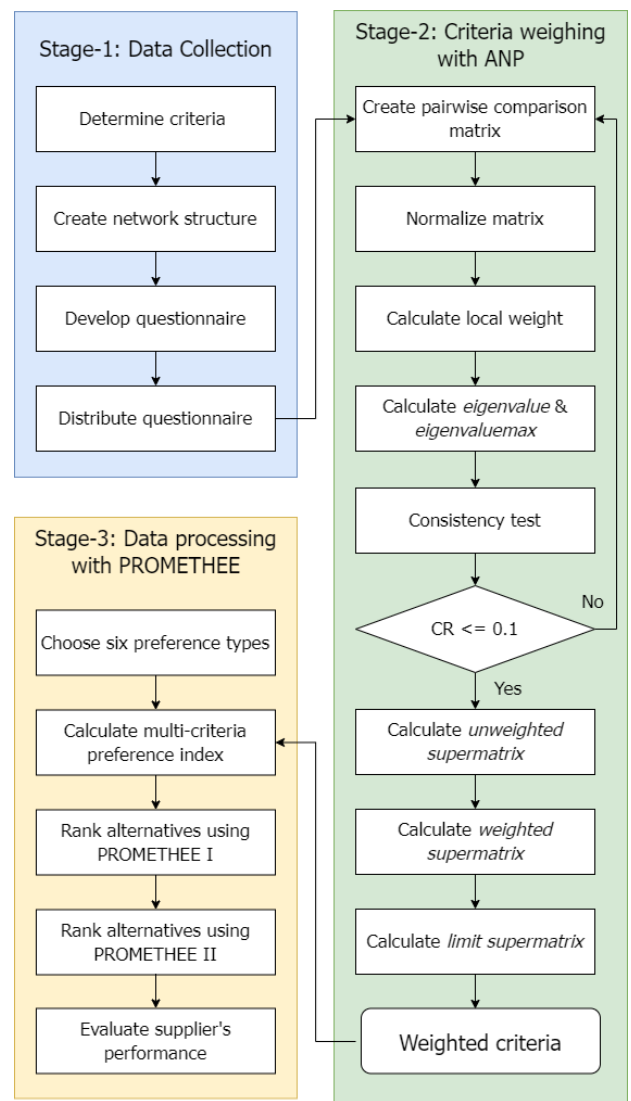 Stage-1: Data Collection
Determine criteria
Create network structure
Develop questionnaire
Distribute questionnaire
Stage-2: Criteria weighing
with ANP
Create pairwise comparison
matrix
Normalize matrix
Calculate local weight
Calculate eigenvalue &
eigenvaluemax
Consistency test
CR <= 0.1
No
Yes
Calculate unweighted
supermatrix
Calculate weighted
supermatrix
Calculate limit supermatrix
Weighted criteria
Stage-3: Data processing
with PROMETHEE
Choose six preference types
Calculate multi-criteria
preference index
Rank alternatives using
PROMETHEE I
Rank alternatives using
PROMETHEE II
Evaluate supplier's
performance